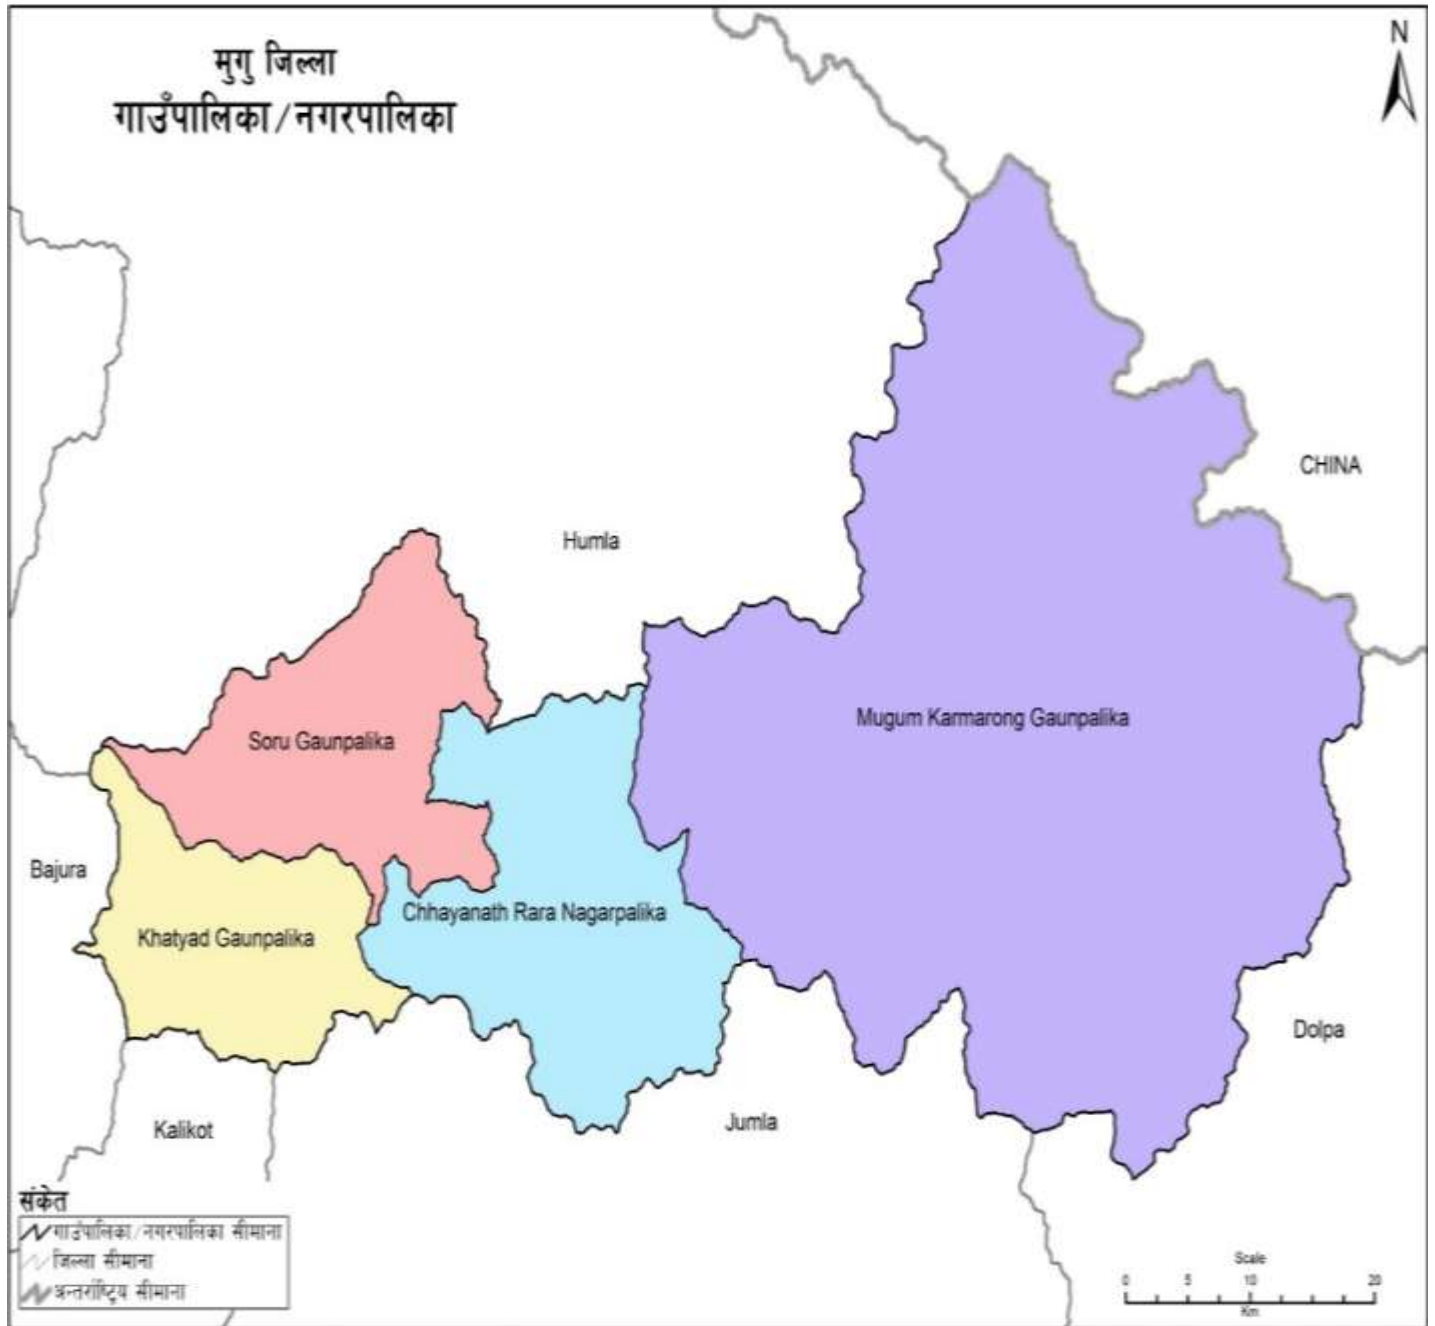 मुगु जिल्ला
गाउँपालिका/नगरपालिका
N
CHINA
Humla
Mugum Karmarong Gaunpalika
Soru Gaunpalika
Bajura
Chhayanath Rara Nagarpalika
Khatyad Gaunpalika
Dolpa
Jumla
Kalikot
संकेत
गाउँपालिका/नगरपालिका सीमाना
जिल्ला सीमाना
अन्तर्राष्ट्रिय सीमाना
Scale
0 5 10 20
Km